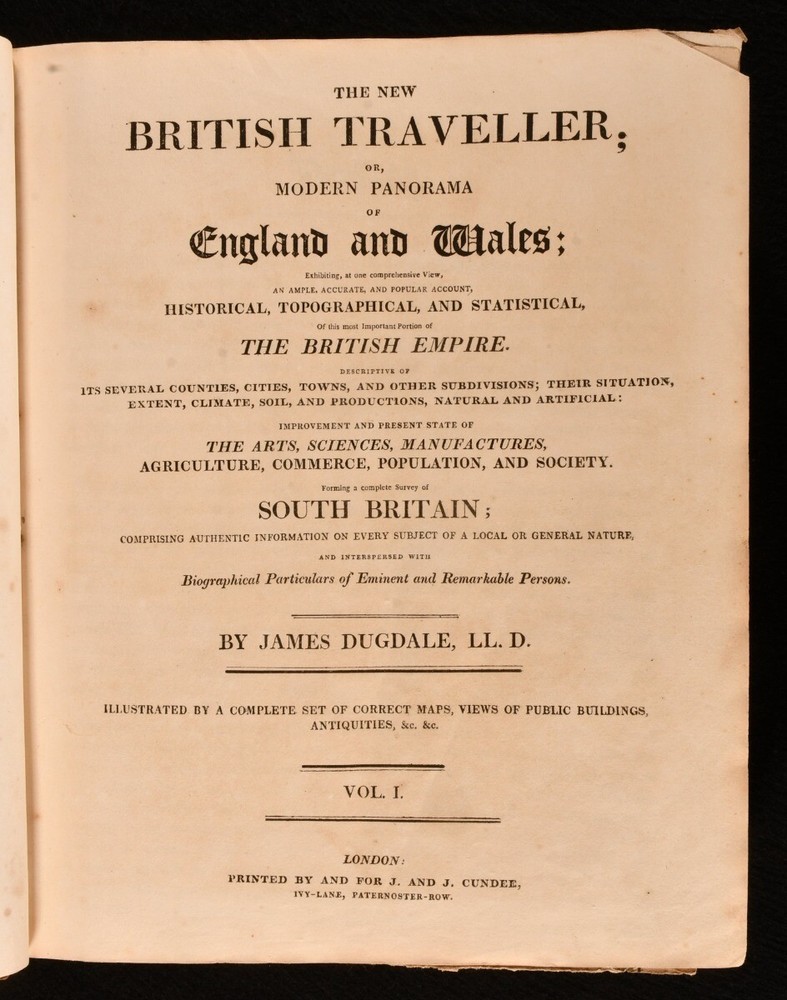 THE NEW
BRITISH TRAVELLER;
OR,
MODERN PANORAMA
OF
England and Wales;
Exhibiting, at one comprehensive View,
AN AMPLE, ACCURATE, AND POPULAR ACCOUNT,
HISTORICAL, TOPOGRAPHICAL, AND STATISTICAL,
Of this most Important Portion of
THE BRITISH EMPIRE.
DESCRIPTIVE OF
ITS SEVERAL COUNTIES, CITIES, TOWNS, AND OTHER SUBDIVISIONS; THEIR SITUATION,
EXTENT, CLIMATE, SOIL, AND PRODUCTIONS, NATURAL AND ARTIFICIAL:
IMPROVEMENT AND PRESENT STATE OF
THE ARTS, SCIENCES, MANUFACTURES,
AGRICULTURE, COMMERCE, POPULATION, AND SOCIETY.
Forming a complete Survey of
SOUTH BRITAIN;
COMPRISING AUTHENTIC INFORMATION ON EVERY SUBJECT OF A LOCAL OR GENERAL NATURE,
AND INTERSPERSED WITH
Biographical Particulars of Eminent and Remarkable Persons.
BY JAMES DUGDALE, LL. D.
ILLUSTRATED BY A COMPLETE SET OF CORRECT MAPS, VIEWS OF PUBLIC BUILDINGS,
ANTIQUITIES, &c. &c.
VOL. I.
LONDON:
PRINTED BY AND FOR J. AND J. CUNDEE,
IVY-LANE, PATERNOSTER-ROW.